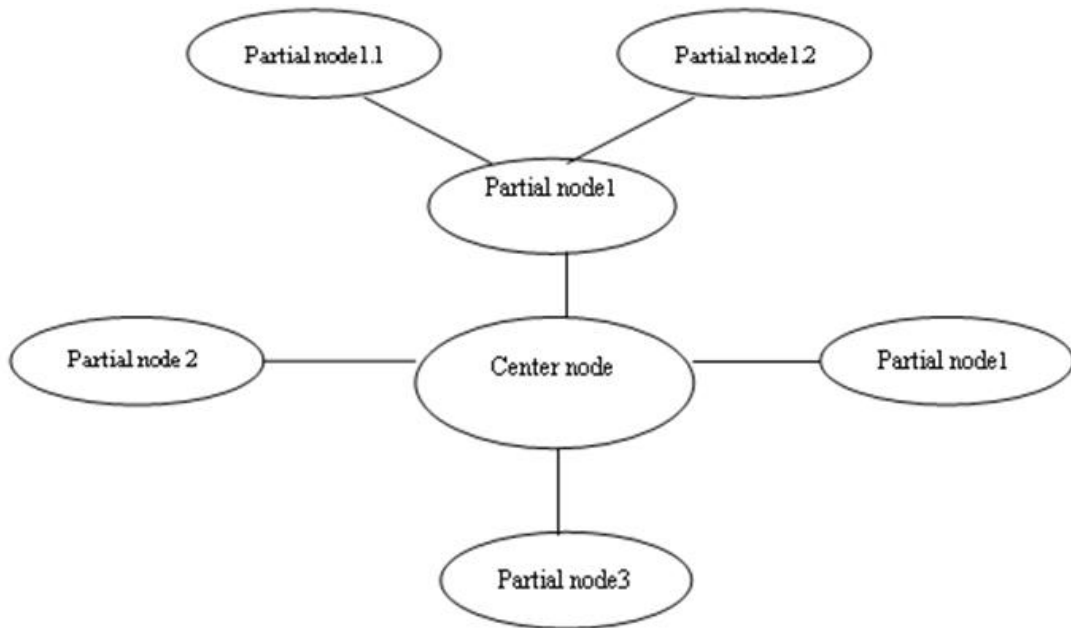 Partial node1.1
Partial node1.2
Partial node1
Partial node 2
Center node
Partial node1
Partial node3